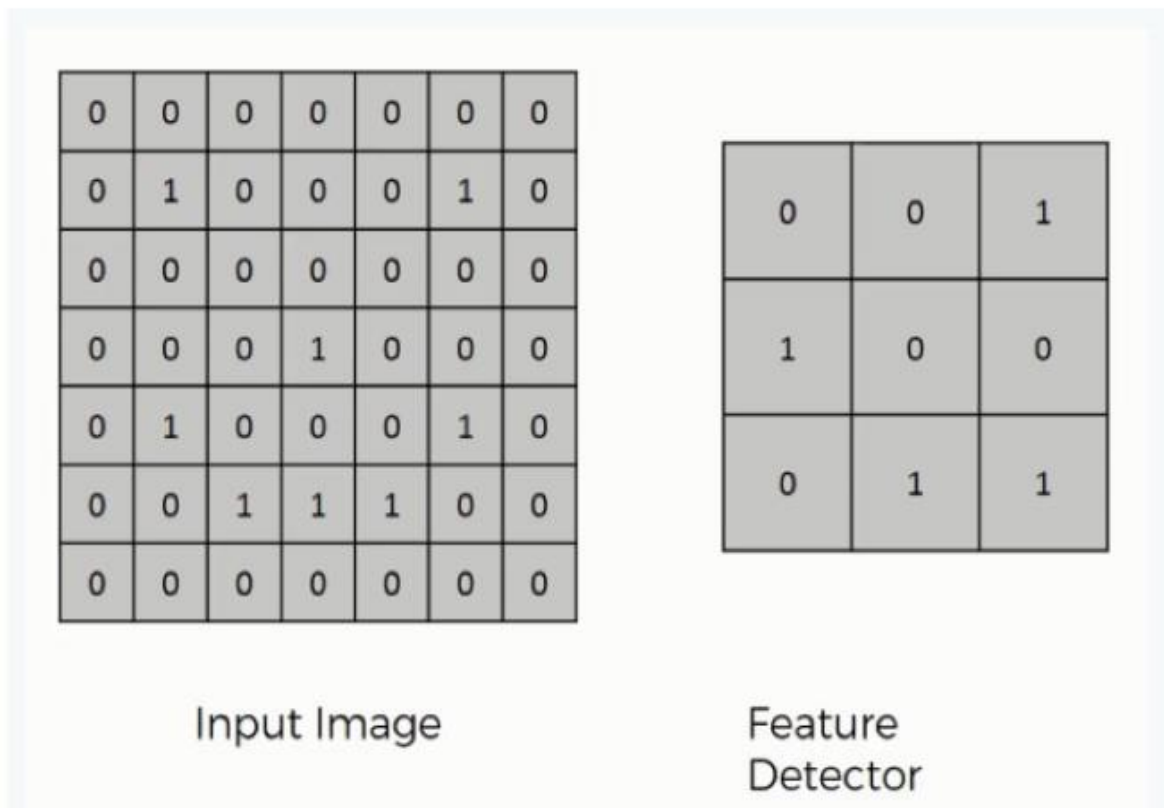 0 0 0 0 0 0 0
0 1 0 0 0 1 0
0 0 0 0 0 0 0
0 0 0 1 0 0 0
0 1 0 0 0 1 0
0 0 1 1 1 0 0
0 0 0 0 0 0 0
Input Image
0 0 1
1 0 0
0 1 1
Feature
Detector